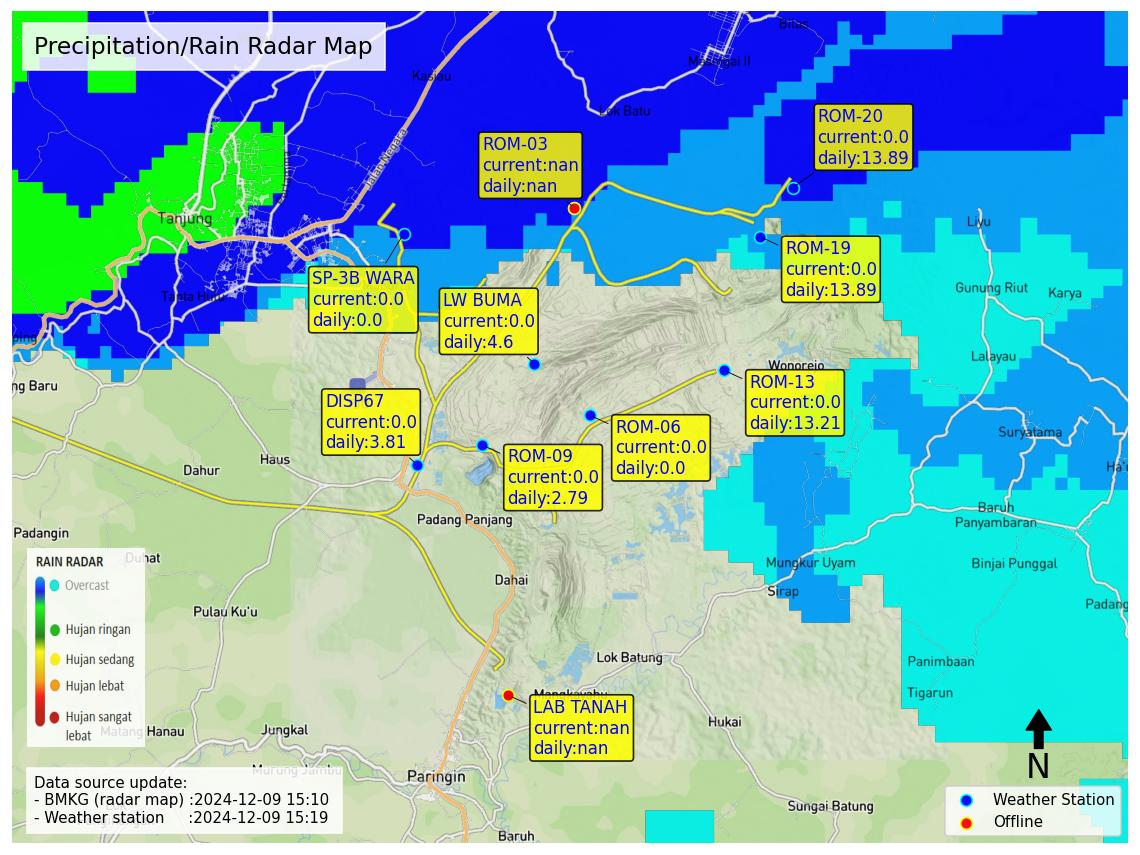 Precipitation/Rain Radar Map
Bilas
Masingai II
Kasiau
Lok Batu
Jalan Negara
ROM-20
current:0.0
daily:13.89
ROM-03
current:nan
daily:nan
Tanjung
Liyu
ROM-19
current:0.0
daily:13.89
SP-3B WARA
current:0.0
daily:0.0
LW BUMA
current:0.0
daily:4.6
Gunung Riut
Karya
Lalayau
Wonorejo
ng Baru
ROM-13
current:0.0
daily:13.21
DISP67
current:0.0
daily:3.81
ROM-06
current:0.0
daily:0.0
Suryatama
ROM-09
current:0.0
daily:2.79
Haus
Dahur
Baruh
Panyambaran
Padang Panjang
Padangin
Duhat
Mungkur Uyam
Binjai Punggal
Dahai
Sirap
Padang
Pulau Ku'u
RAIN RADAR
Overcast
Hujan ringan
Hujan sedang
Hujan lebat
Hujan sangat
lebat
Lok Batung
Panimbaan
Tigarun
LAB TANAH
current:nan
daily:nan
Hukai
Jungkal
Matang Hanau
Murung Jambu
Paringin
Sungai Batung
Baruh
N
Data source update:
- BMKG (radar map) :2024-12-09 15:10
- Weather station :2024-12-09 15:19
Weather Station
Offline